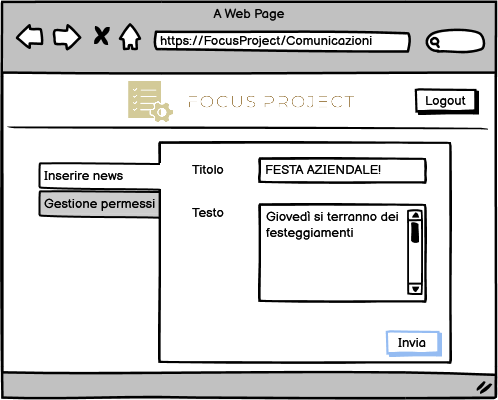 A Web Page
https://FocusProject/Comunicazioni
FOCUS PROJECT
Logout
Inserire news
Gestione permessi
Titolo
FESTA AZIENDALE!
Testo
Giovedì si terranno dei
festeggiamenti
Invia